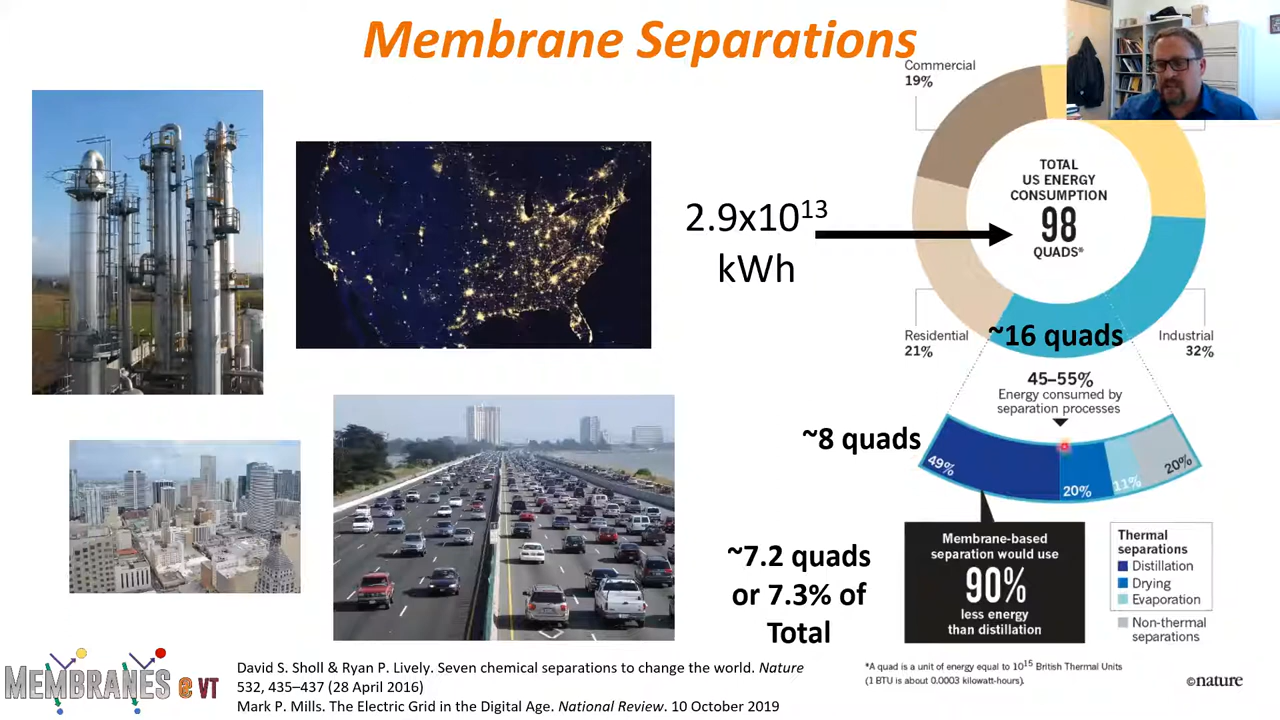 Membrane Separations
Commercial
19%
TOTAL
US ENERGY
CONSUMPTION
98
QUADS*
2.9x10¹³
kWh
Residential
21%
~16 quads
Industrial
32%
45–55%
Energy consumed by
separation processes
~8 quads
49%
20%
11%
20%
~7.2 quads
or 7.3% of
Total
Membrane-based
separation would use
90%
less energy
than distillation
Thermal
separations
Distillation
Drying
Evaporation
Non-thermal
separations
MEMBRANES @ VT
David S. Sholl & Ryan P. Lively. Seven chemical separations to change the world. Nature
532, 435–437 (28 April 2016)
Mark P. Mills. The Electric Grid in the Digital Age. National Review. 10 October 2019
*A quad is a unit of energy equal to 10¹⁵ British Thermal Units
(1 BTU is about 0.0003 kilowatt-hours).
©nature